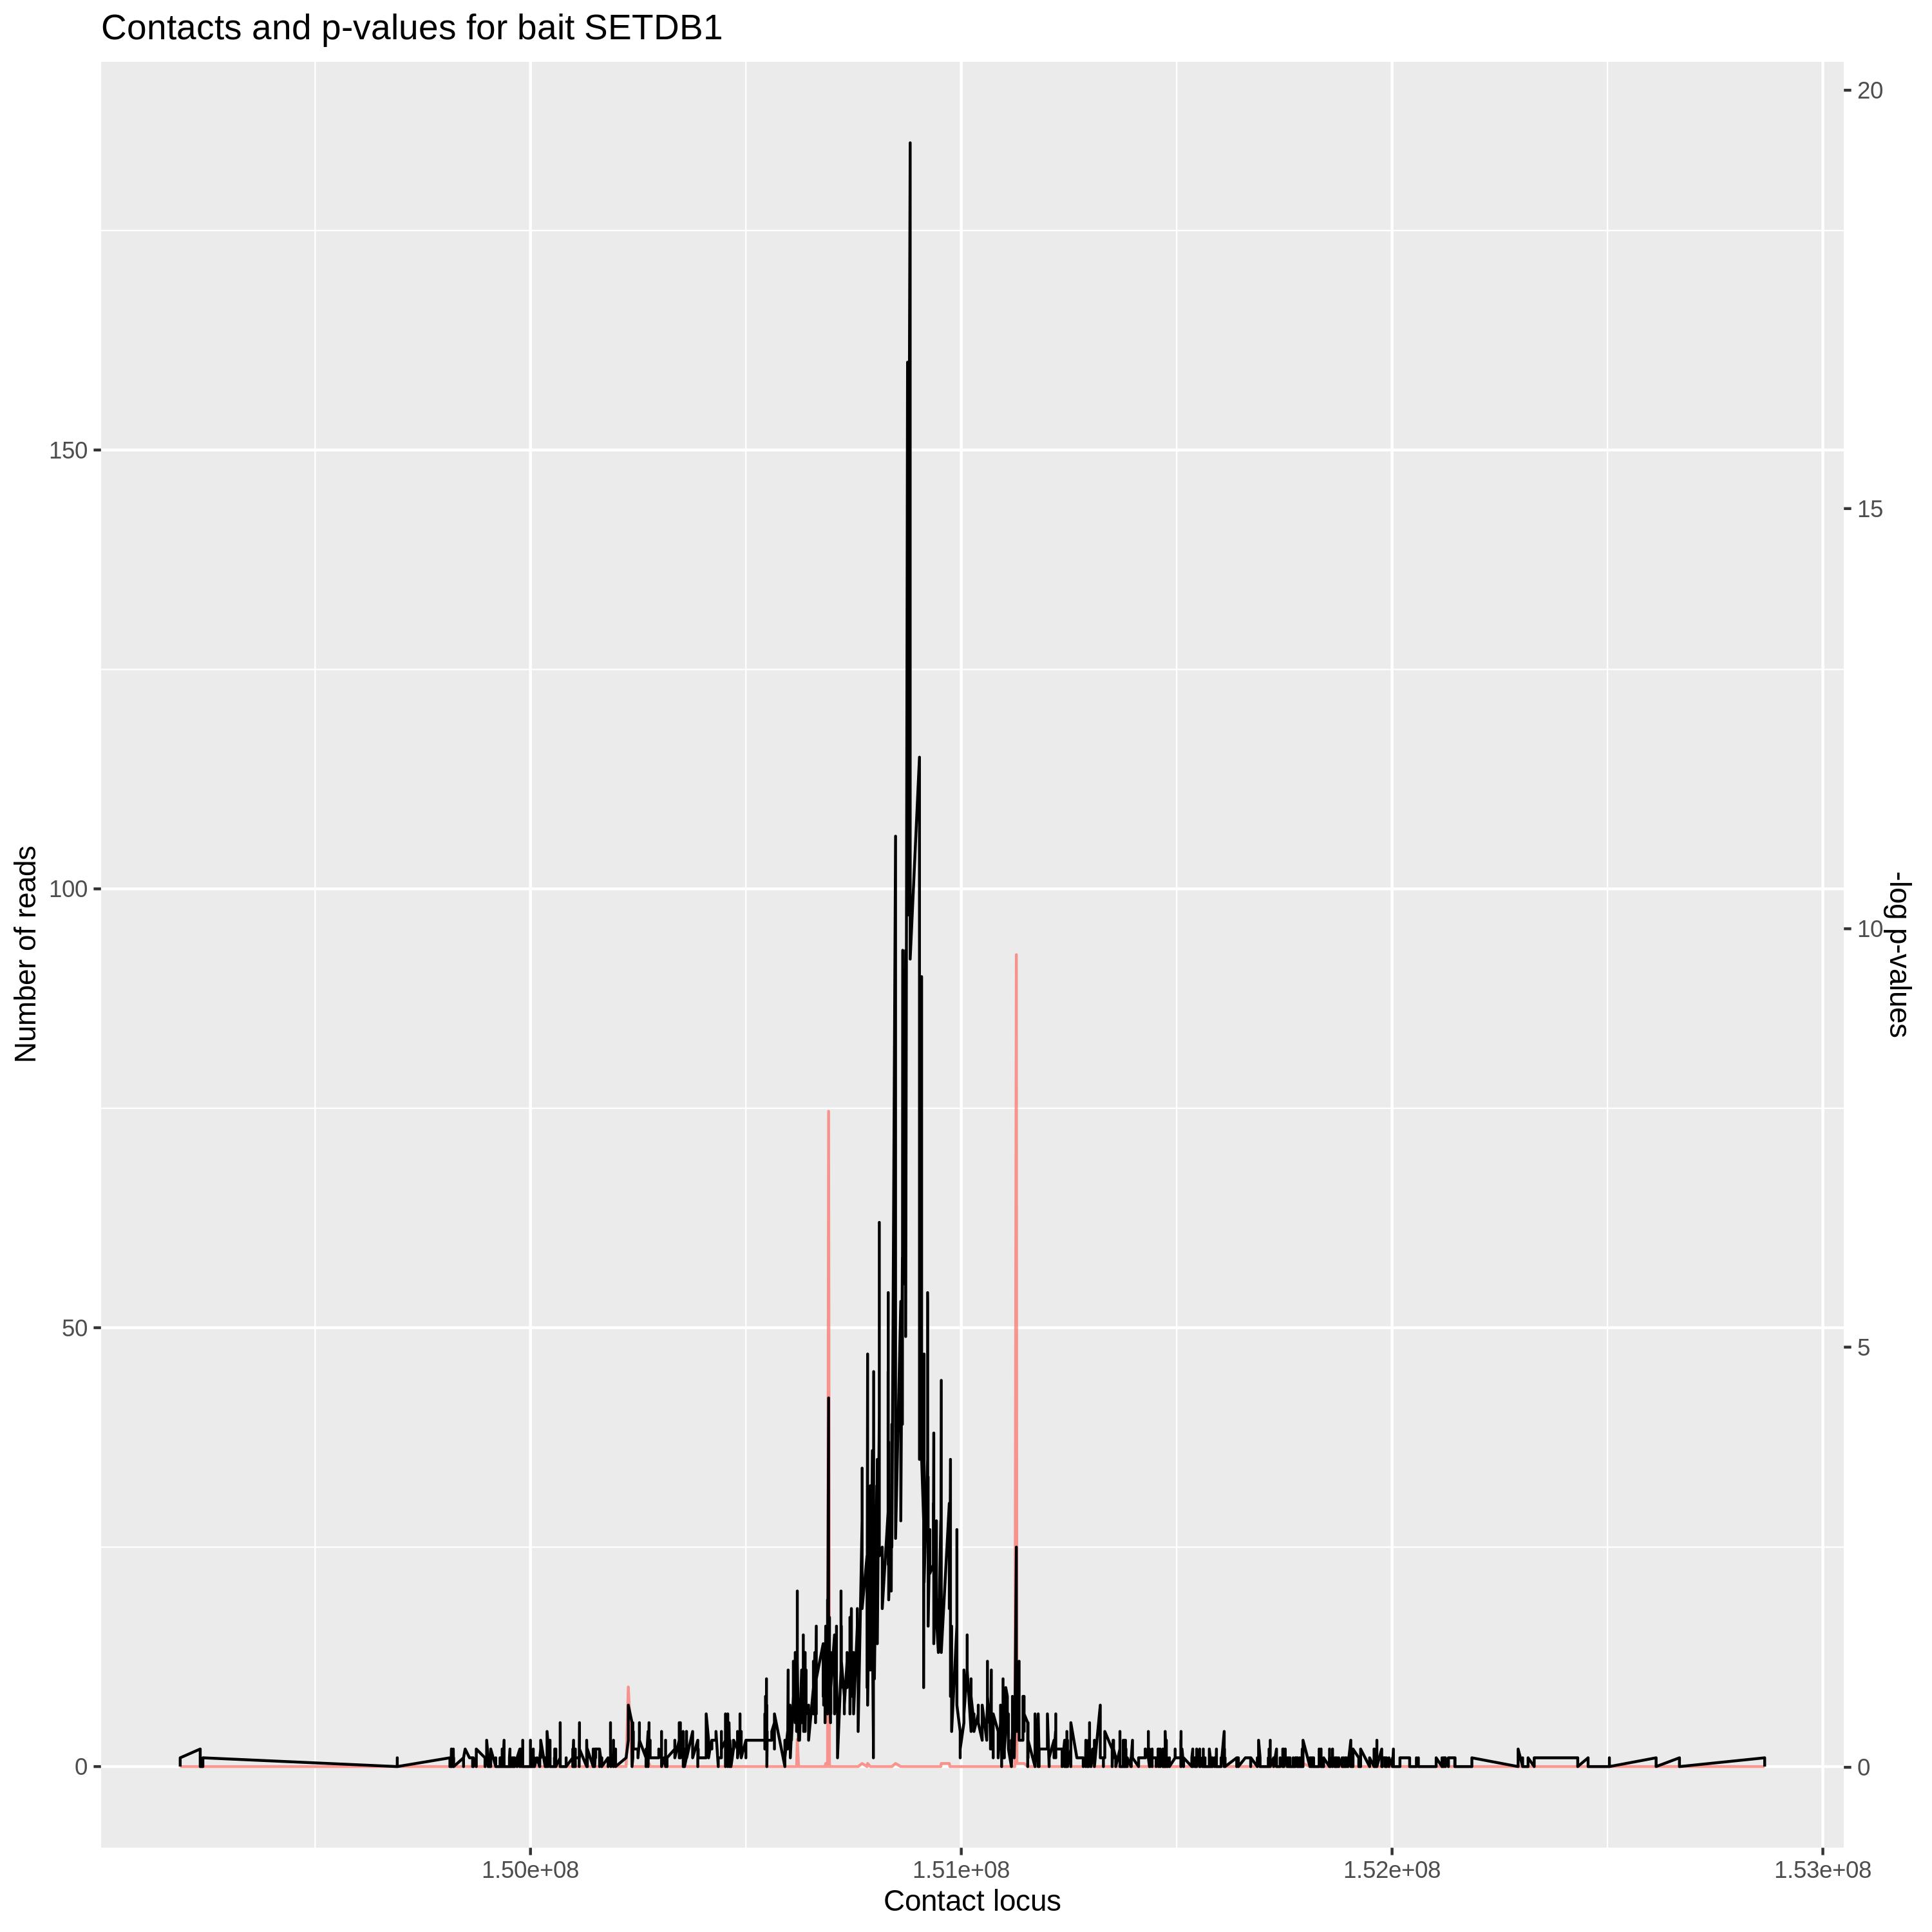 Contacts and p-values for bait SETDB1
Number of reads
150
100
50
0
20
15
10
5
0
-log p-values
1.50e+08
1.51e+08
1.52e+08
1.53e+08
Contact locus